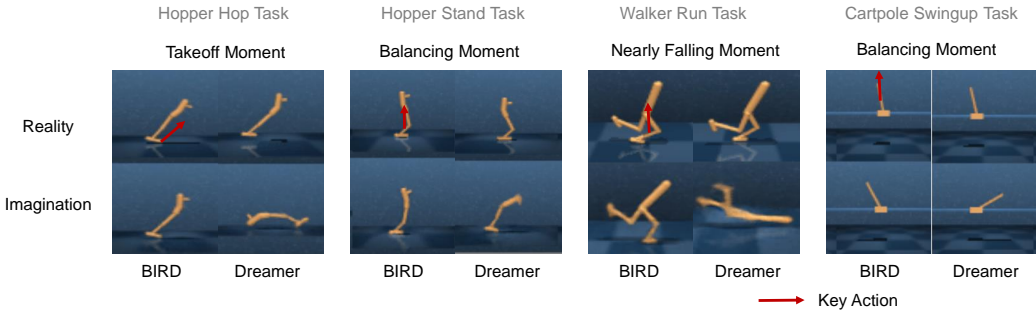 Hopper Hop Task
Hopper Stand Task
Walker Run Task
Cartpole Swingup Task
Takeoff Moment
Balancing Moment
Nearly Falling Moment
Balancing Moment
Reality
Imagination
BIRD
Dreamer
BIRD
Dreamer
BIRD
Dreamer
BIRD
Dreamer
Key Action